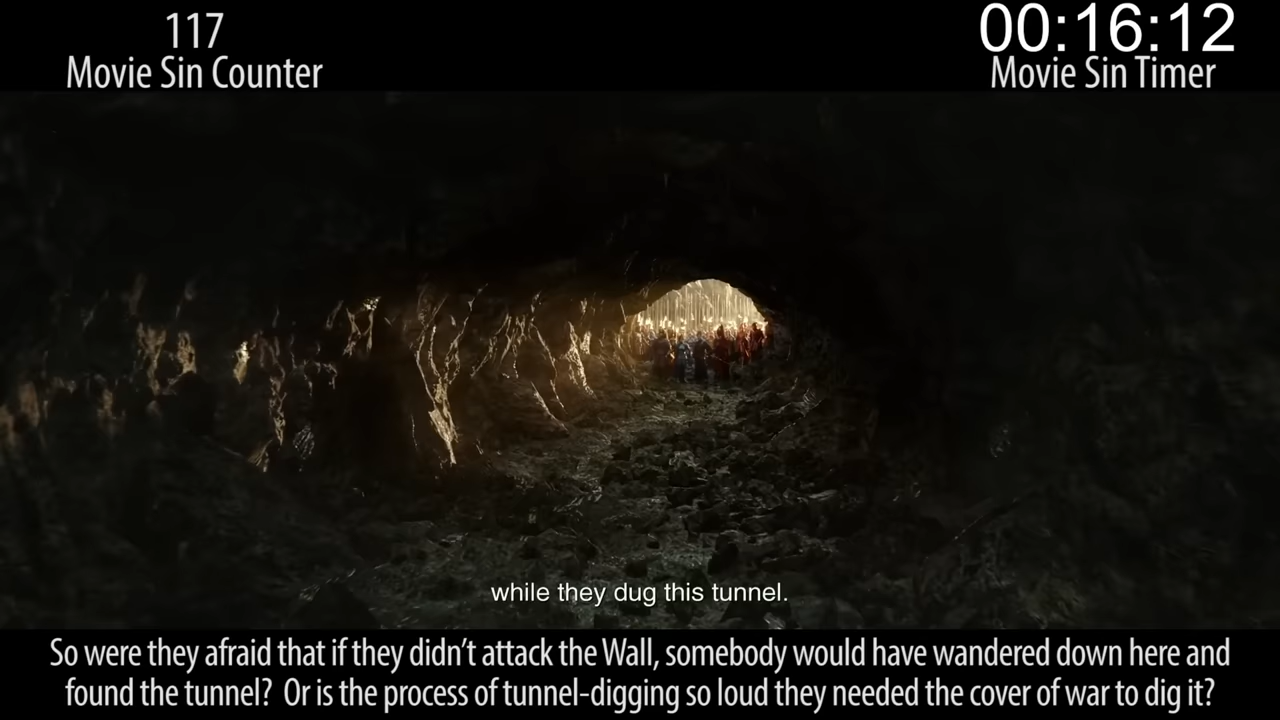 117
Movie Sin Counter
00:16:12
Movie Sin Timer
while they dug this tunnel.
So were they afraid that if they didn't attack the Wall, somebody would have wandered down here and
found the tunnel?  Or is the process of tunnel-digging so loud they needed the cover of war to dig it?